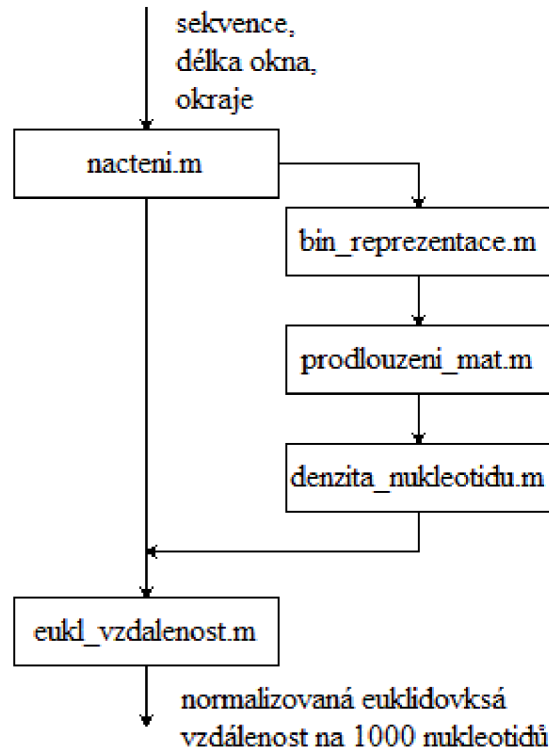 sekvence,
délka okna,
okraje
nacteni.m
bin_reprezentace.m
prodlouzeni_mat.m
denzita_nukleotidu.m
eukl_vzdalenost.m
normalizovaná euklidovksá
vzdálenost na 1000 nukleotidů